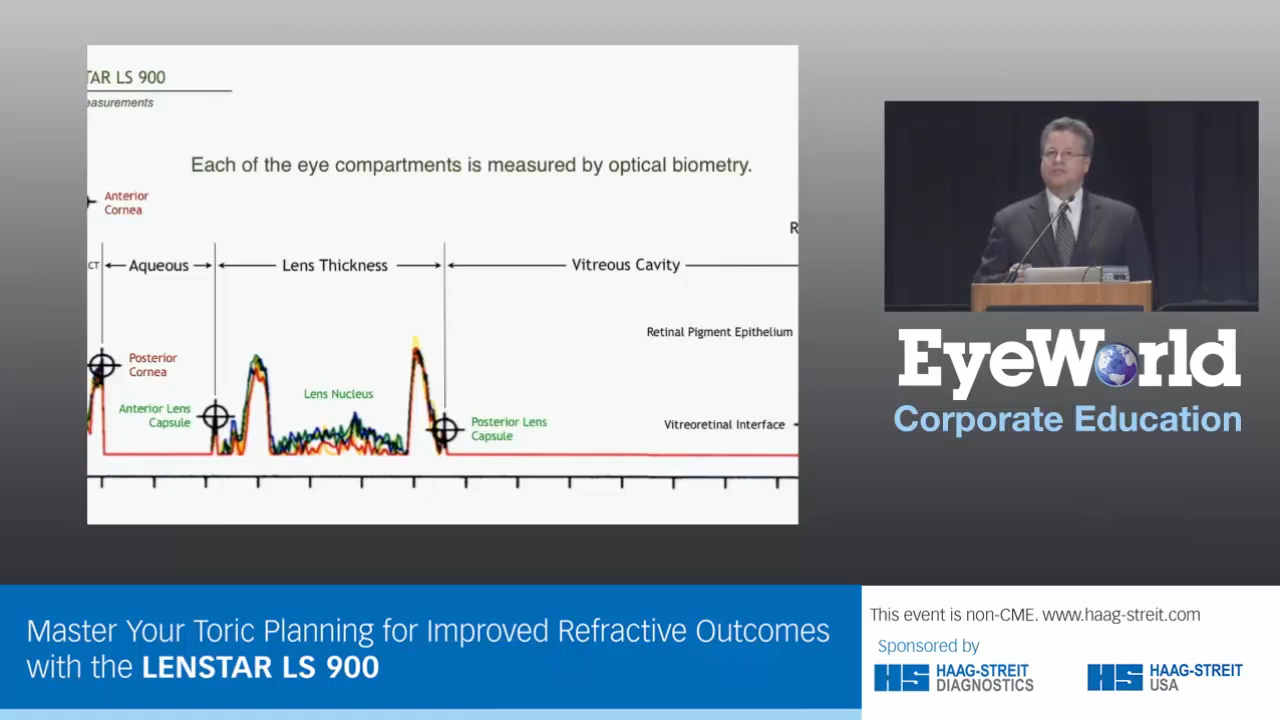 TAR LS 900
easurements
Each of the eye compartments is measured by optical biometry.
Anterior
Cornea
R
CT
Aqueous
Lens Thickness
Vitreous Cavity
Retinal Pigment Epithelium
Posterior
Cornea
Lens Nucleus
Anterior Lens
Capsule
Posterior Lens
Capsule
Vitreoretinal Interface
EyeWorld
Corporate Education
Master Your Toric Planning for Improved Refractive Outcomes
with the LENSTAR LS 900
This event is non-CME. www.haag-streit.com
Sponsored by
HS HAAG-STREIT
DIAGNOSTICS
HS HAAG-STREIT
USA